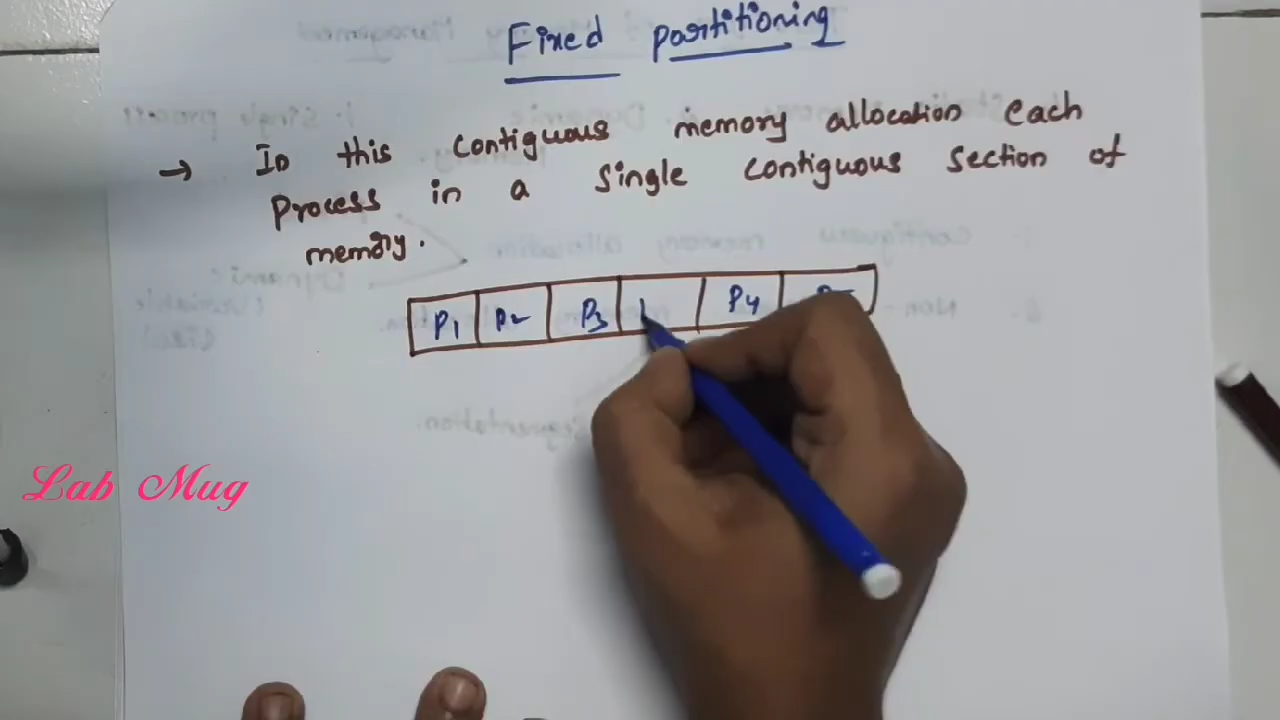 Fixed partitioning
→ In this contiguous memory allocation each
process in a single contiguous section of
memory.
P1 P2 P3 P4
Lab Mug